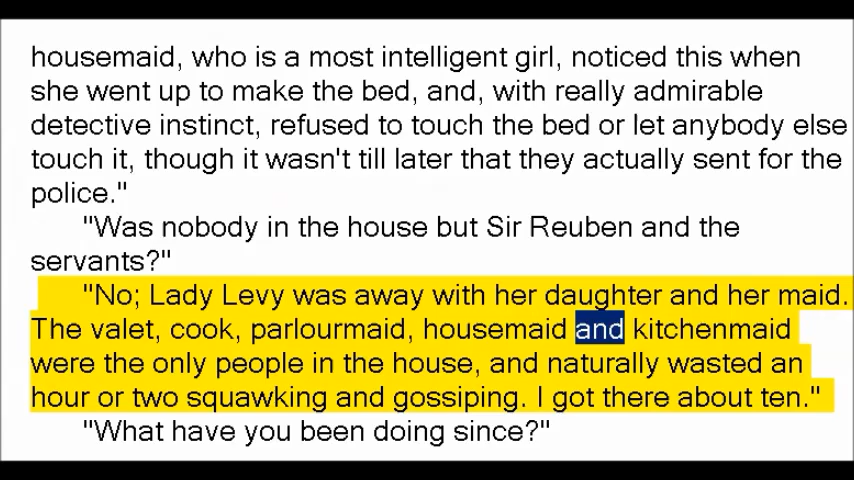 housemaid, who is a most intelligent girl, noticed this when
she went up to make the bed, and, with really admirable
detective instinct, refused to touch the bed or let anybody else
touch it, though it wasn't till later that they actually sent for the
police."
"Was nobody in the house but Sir Reuben and the
servants?"
"No; Lady Levy was away with her daughter and her maid.
The valet, cook, parlourmaid, housemaid and kitchenmaid
were the only people in the house, and naturally wasted an
hour or two squawking and gossiping. I got there about ten."
"What have you been doing since?"